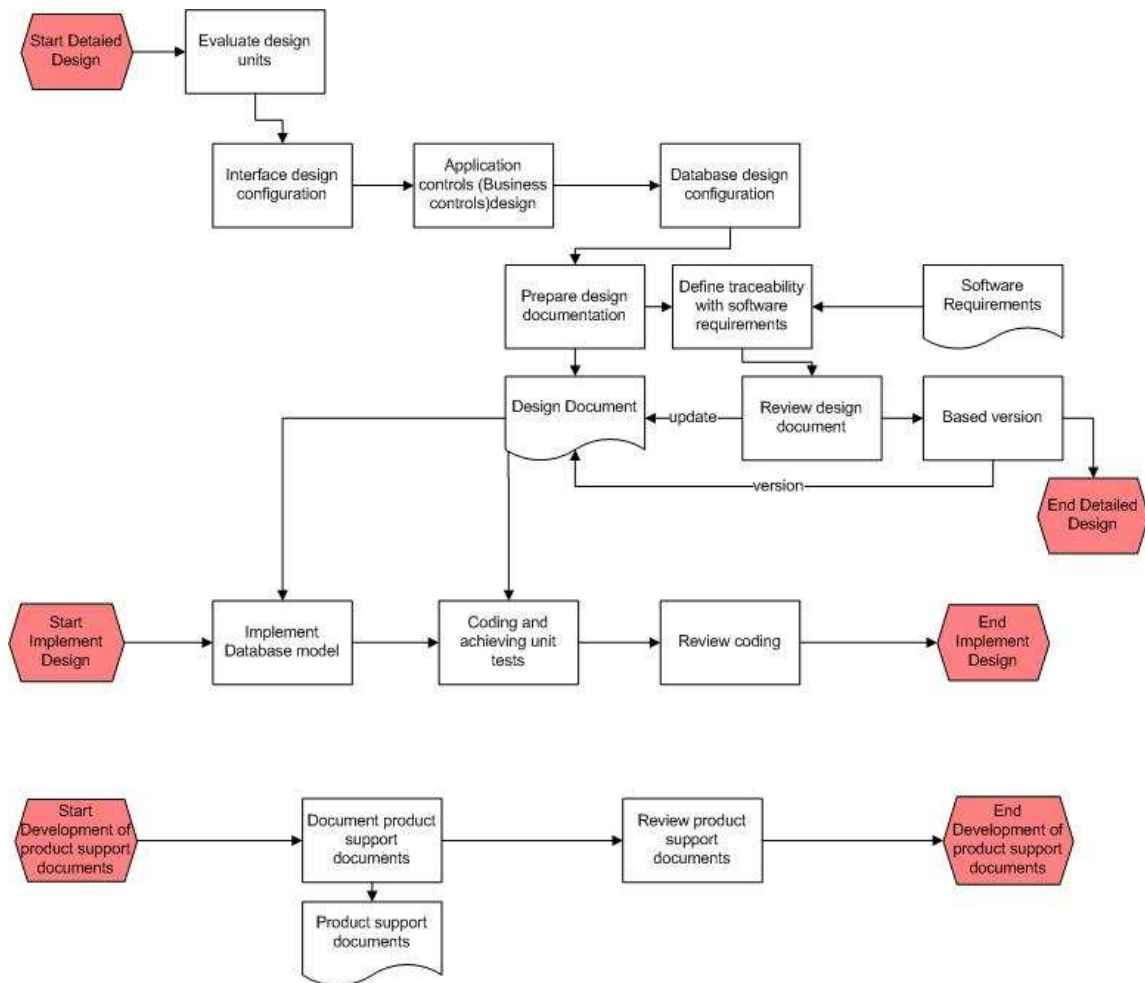 Start Detaied
Design
Evaluate design
units
Interface design
configuration
Application
controls (Business
controls)design
Database design
configuration
Prepare design
documentation
Define traceability
with software
requirements
Software
Requirements
Design Document
update
Review design
document
Based version
version
End Detailed
Design
Start
Implement
Design
Implement
Database model
Coding and
achieving unit
tests
Review coding
End
Implement
Design
Start
Development of
product support
documents
Document product
support
documents
Review product
support
documents
End
Development of
product support
documents
Product support
documents